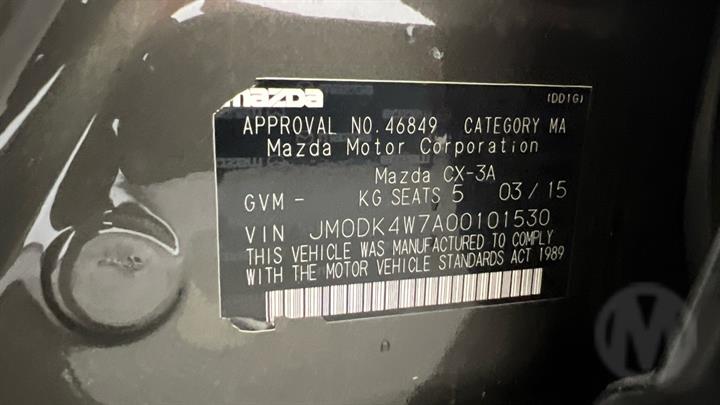 mazda
(DD1G)
APPROVAL NO. 46849 CATEGORY MA
Mazda Motor Corporation
Mazda CX-3A
GVM - KG SEATS 5 03/15
VIN JM0DK4W7A00101530
THIS VEHICLE WAS MANUFACTURED TO COMPLY
WITH THE MOTOR VEHICLE STANDARDS ACT 1989
M